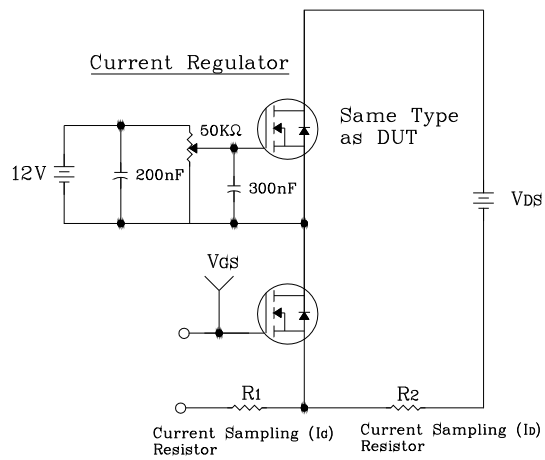 Current Regulator
Same Type
as DUT
50KΩ
12V
200nF
300nF
VDS
VGS
R1
R2
Current Sampling (IG)
Resistor
Current Sampling (ID)
Resistor